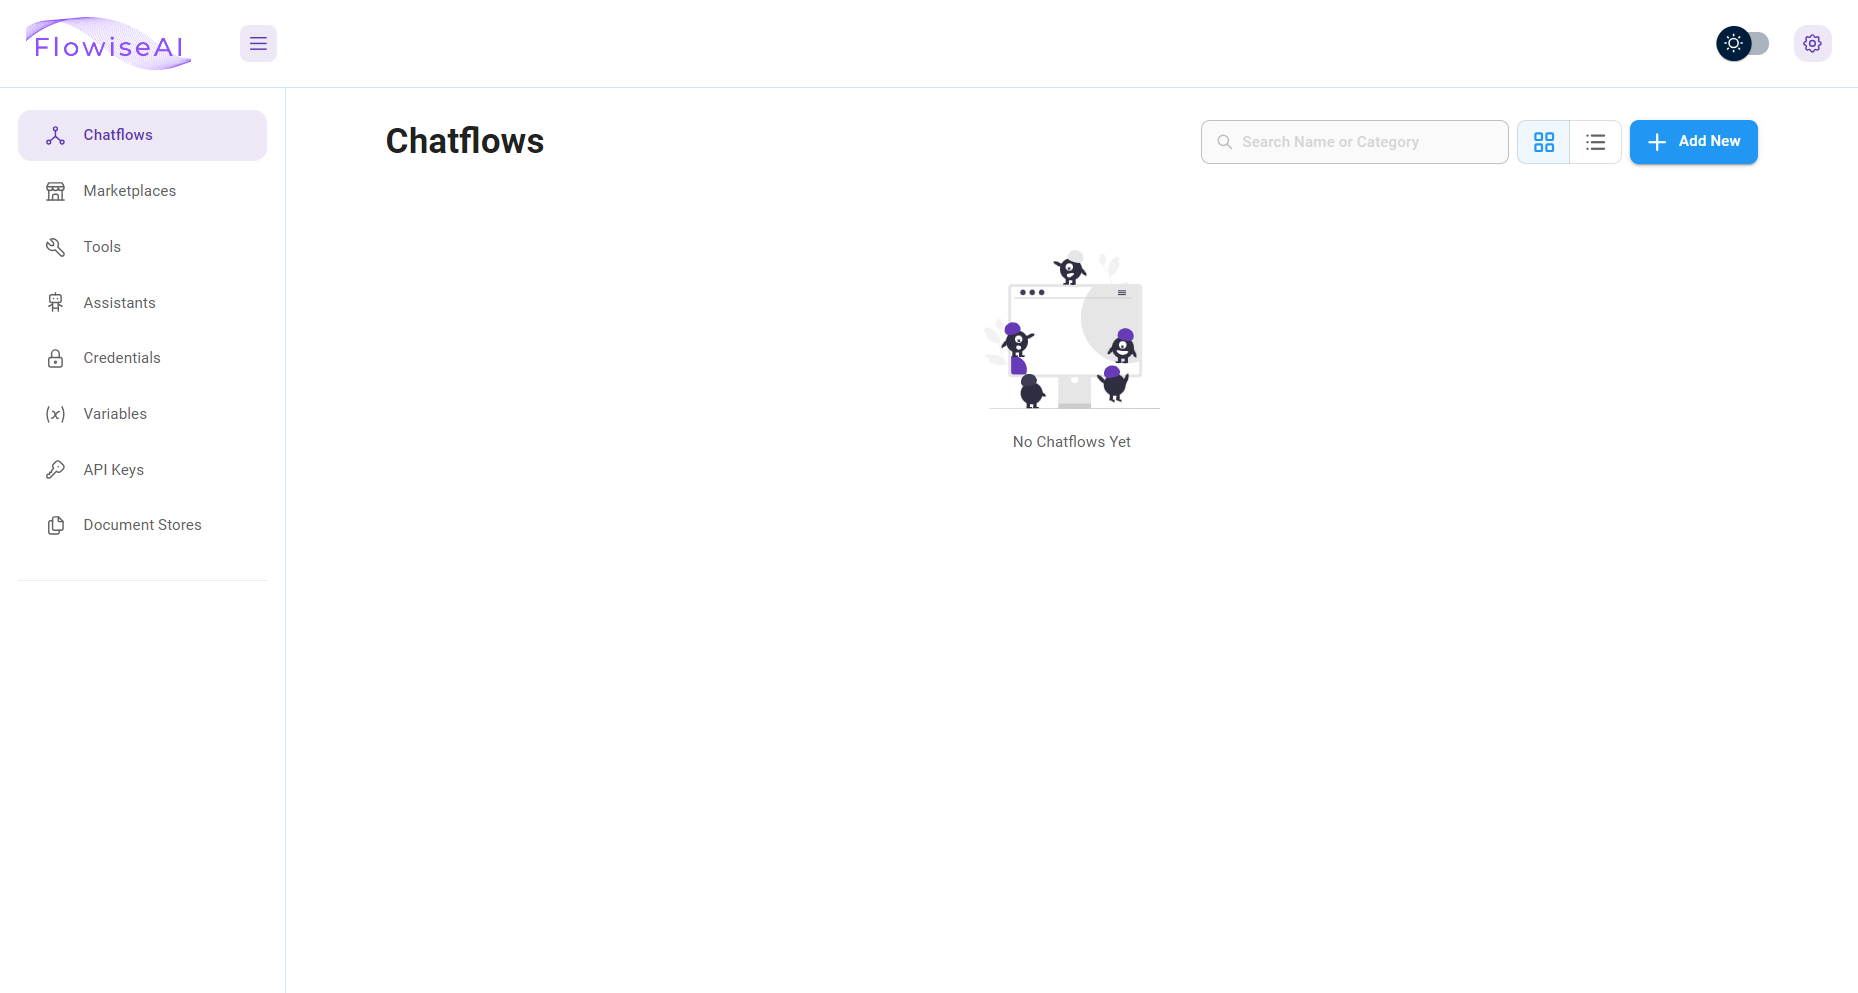 FlowiseAI
Chatflows
Marketplaces
Tools
Assistants
Credentials
Variables
API Keys
Document Stores
Chatflows
Search Name or Category
Add New
No Chatflows Yet